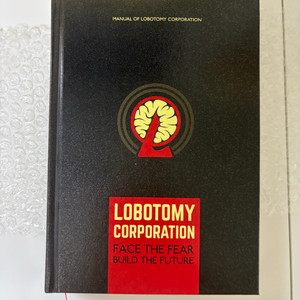 MANUAL OF LOBOTOMY CORPORATION
LOBOTOMY
CORPORATION
FACE THE FEAR
BUILD THE FUTURE